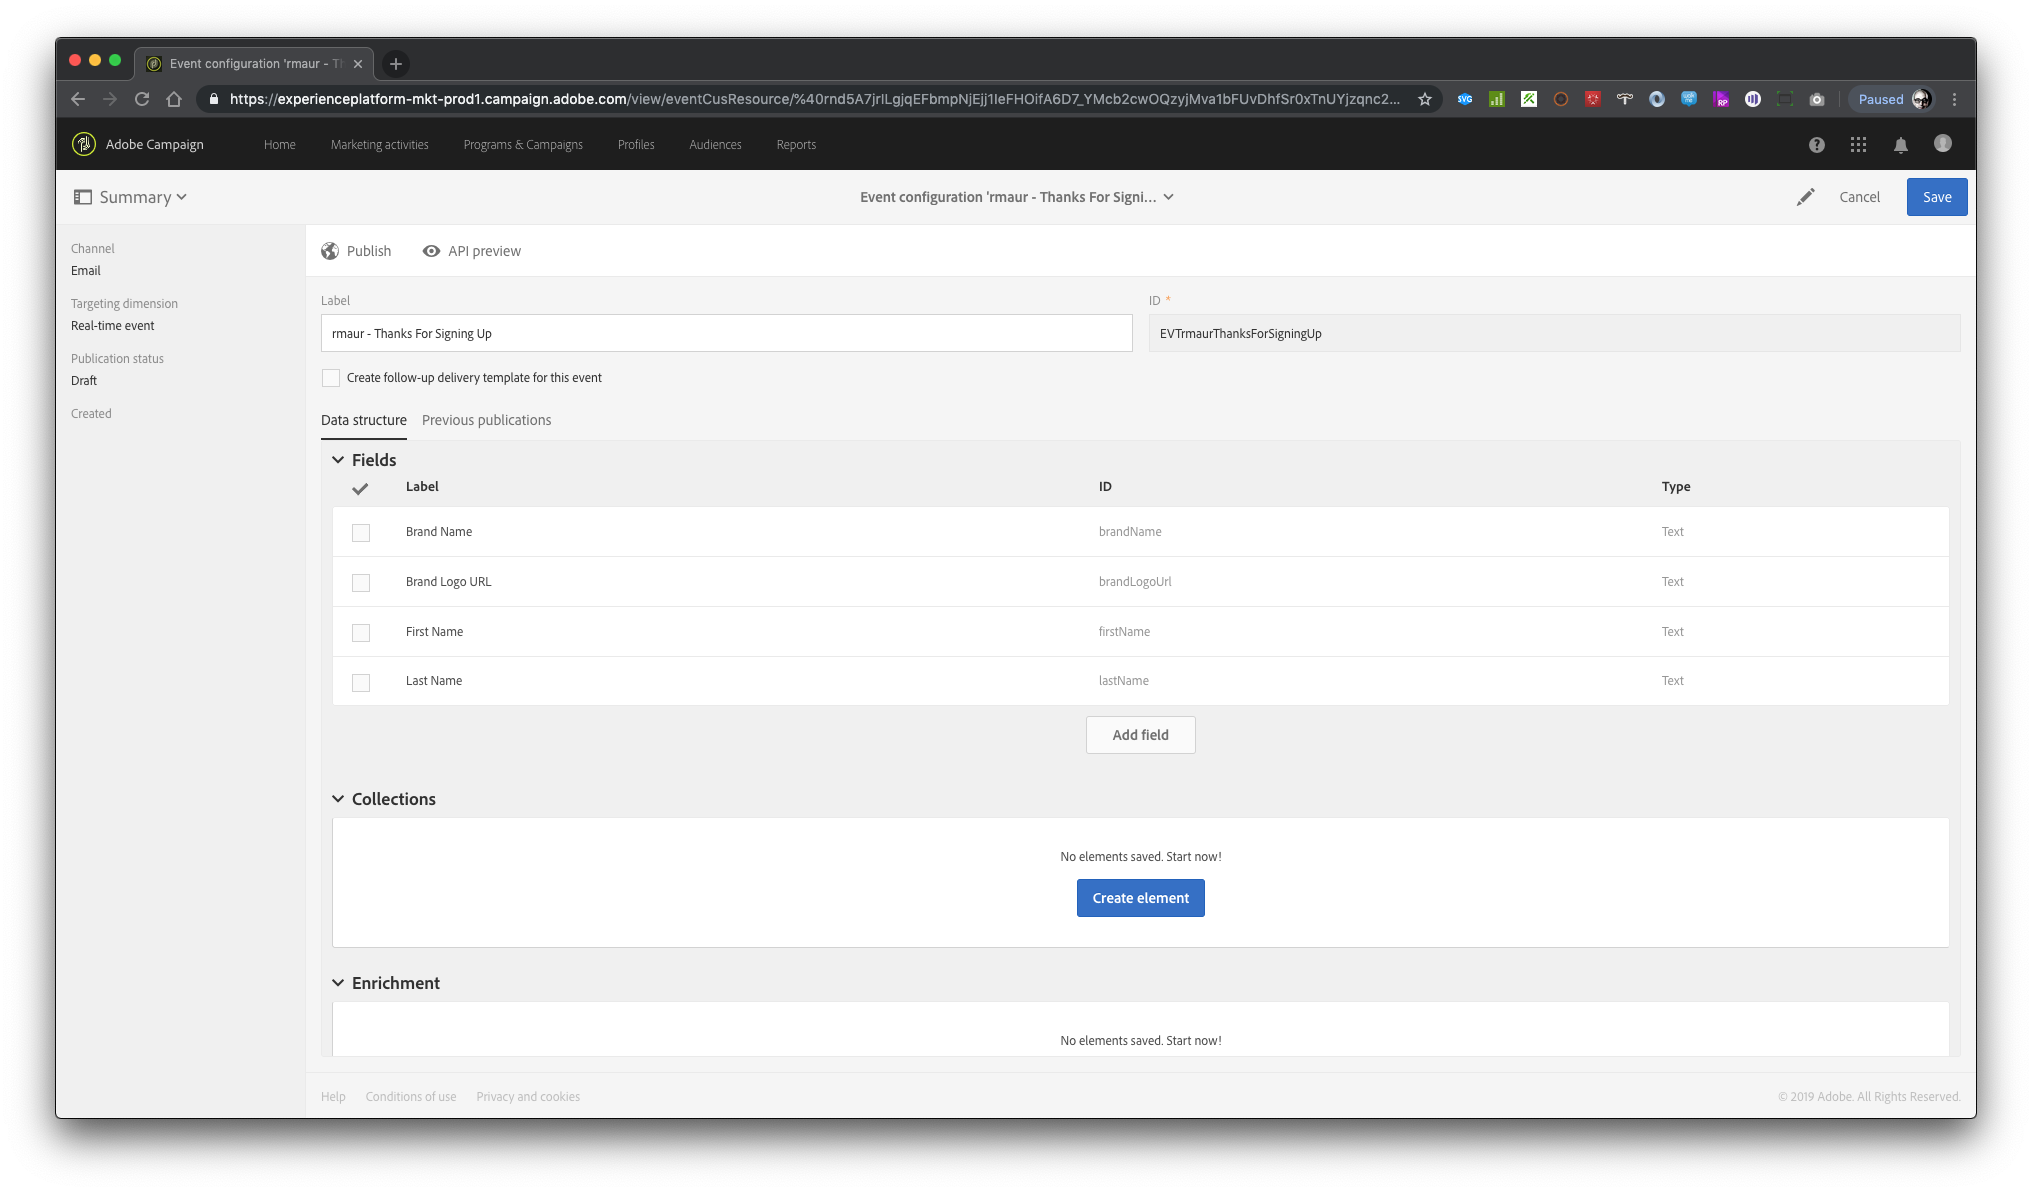 Event configuration 'rmaur - Th
https://experienceplatform-mkt-prod1.campaign.adobe.com/view/eventCusResource/%40rnd5A7jrlLgjqEFbmpNjEjj1IeFHOifA6D7_YMcb2cwOQzyjMva1bFUvDhfSr0xTnUYjzqnc2...
SVG
RP
Paused
Adobe Campaign Home Marketing activities Programs & Campaigns Profiles Audiences Reports
Summary Event configuration 'rmaur - Thanks For Signi... Cancel Save
Channel
Email
Targeting dimension
Real-time event
Publication status
Draft
Created
Publish API preview
Label ID *
rmaur - Thanks For Signing Up EVTrmaurThanksForSigningUp
Create follow-up delivery template for this event
Data structure Previous publications
Fields
Label ID Type
Brand Name brandName Text
Brand Logo URL brandLogoUrl Text
First Name firstName Text
Last Name lastName Text
Add field
Collections
No elements saved. Start now!
Create element
Enrichment
No elements saved. Start now!
Help Conditions of use Privacy and cookies © 2019 Adobe. All Rights Reserved.